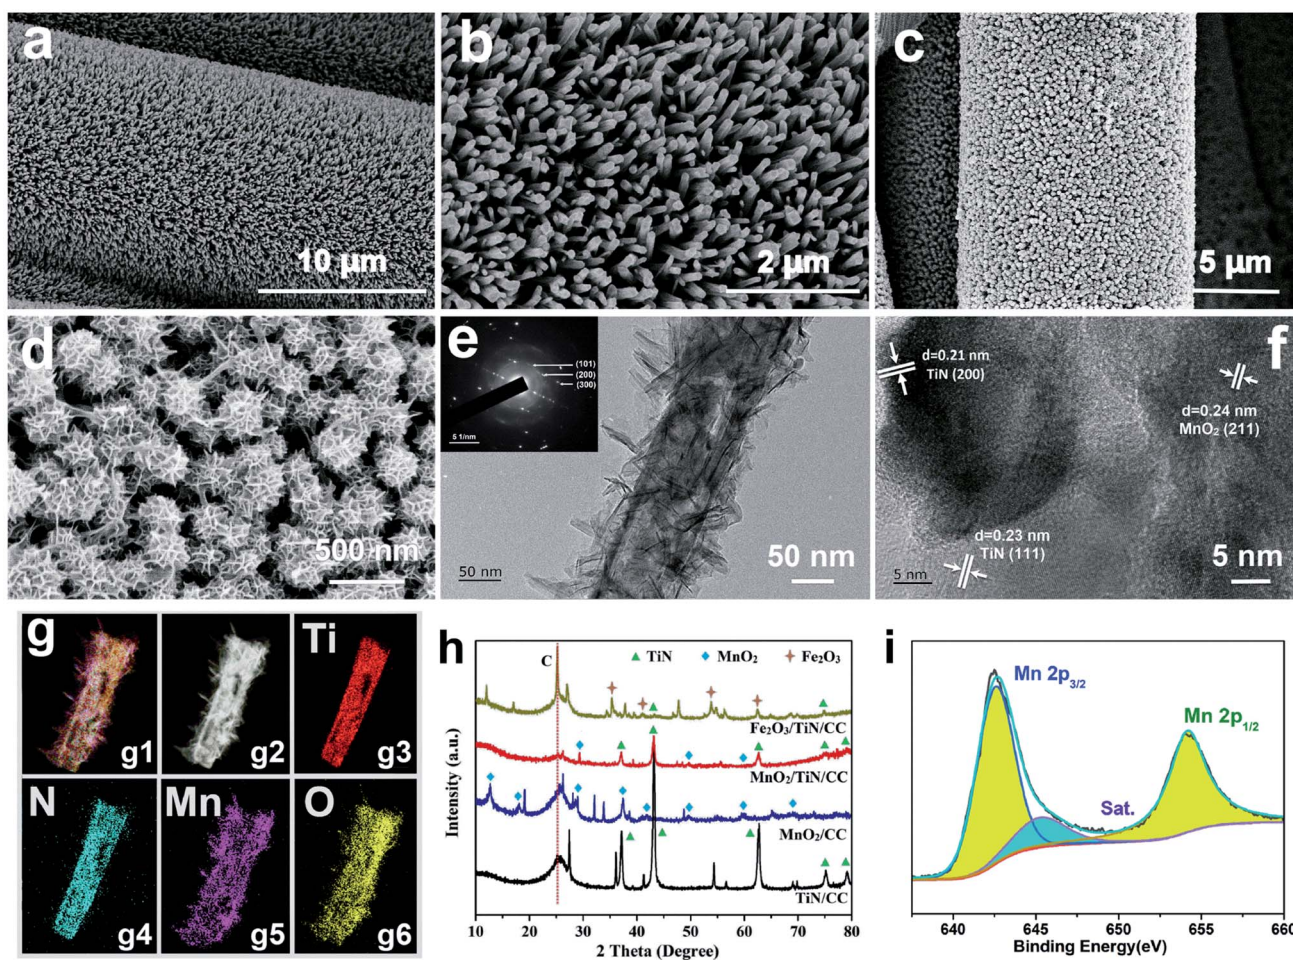 a
10 µm
b
2 µm
c
5 µm
d
500 nm
e
(101)
(200)
(300)
5 1/nm
50 nm
50 nm
f
d=0.21 nm
TiN (200)
d=0.24 nm
MnO₂ (211)
d=0.23 nm
TiN (111)
5 nm
5 nm
g
g1
g2
Ti
g3
N
g4
Mn
g5
O
g6
h
C
TiN
MnO₂
Fe₂O₃
Fe₂O₃/TiN/CC
MnO₂/TiN/CC
MnO₂/CC
TiN/CC
Intensity (a.u.)
10 20 30 40 50 60 70 80
2 Theta (Degree)
i
Mn 2p₃/₂
Mn 2p₁/₂
Sat.
640 645 650 655 660
Binding Energy(eV)